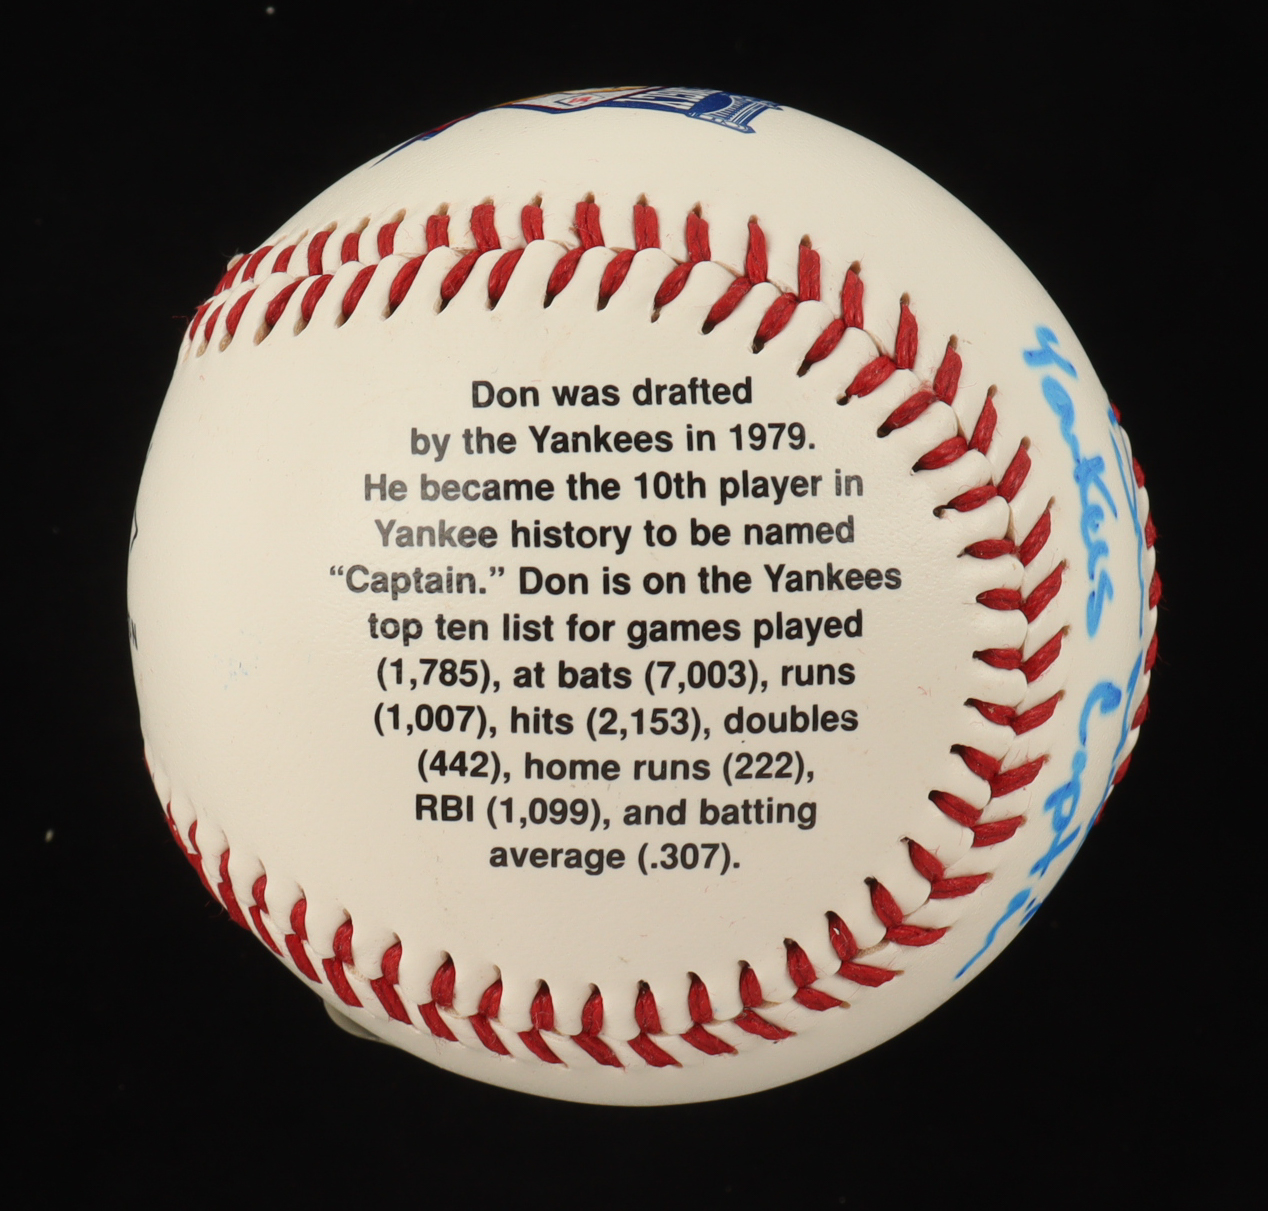 Don was drafted
by the Yankees in 1979.
He became the 10th player in
Yankee history to be named
“Captain.” Don is on the Yankees
top ten list for games played
(1,785), at bats (7,003), runs
(1,007), hits (2,153), doubles
(442), home runs (222),
RBI (1,099), and batting
average (.307).
Yankees Capt.